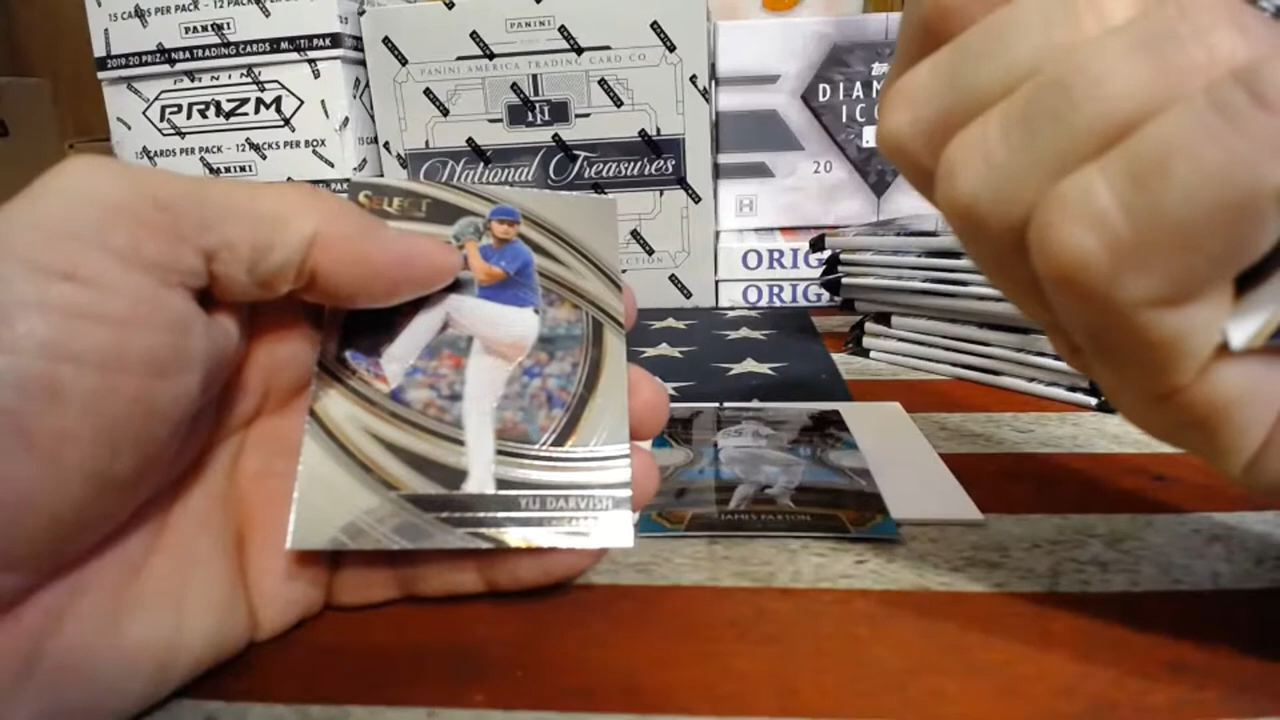 15 CARDS PER PACK - 12 PACKS PER BOX
PANINI
2019-20 PRIZM NBA TRADING CARDS • MULTI-PAK
PANINI
PRIZM
15 CARDS PER PACK - 12 PACKS PER BOX
PANINI
PANINI
PANINI AMERICA TRADING CARD CO
National Treasures
DIAM
ICO
20
H
ORIG
ORIG
SELECT
YU DARVISH
JAMES PAXTON